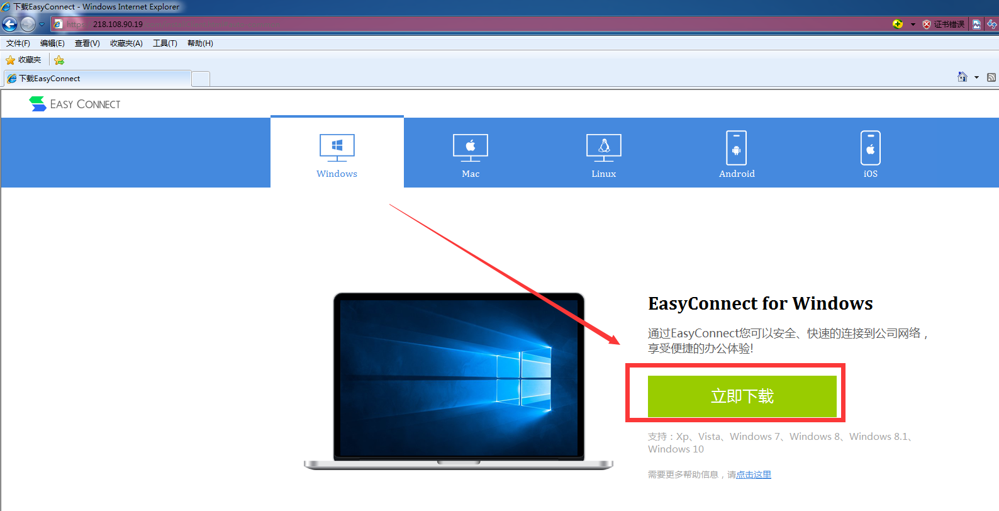 下载EasyConnect - Windows Internet Explorer
218.108.90.19
证书错误
文件(F) 编辑(E) 查看(V) 收藏夹(A) 工具(T) 帮助(H)
收藏夹
下载EasyConnect
EASY CONNECT
Windows Mac Linux Android iOS
EasyConnect for Windows
通过EasyConnect您可以安全、快速的连接到公司网络，
享受便捷的办公体验!
立即下载
支持：Xp、Vista、Windows 7、Windows 8、Windows 8.1、
Windows 10
需要更多帮助信息，请点击这里